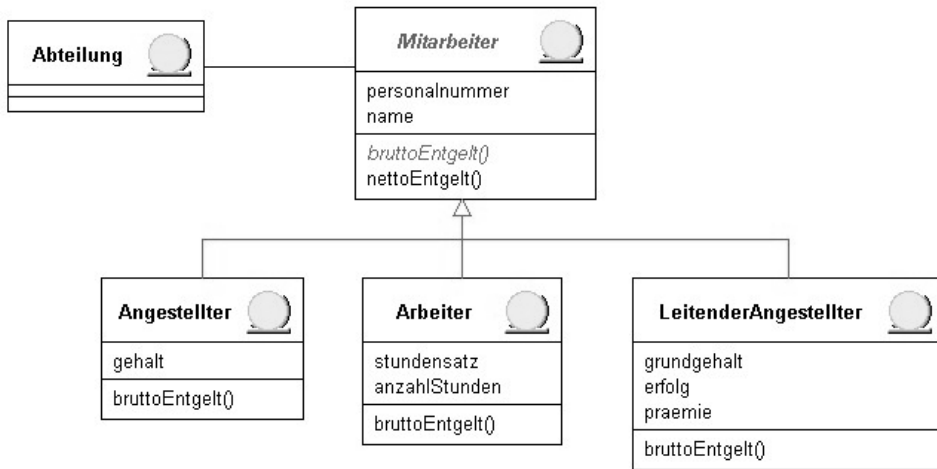 Abteilung
Mitarbeiter
personalnummer
name
bruttoEntgelt()
nettoEntgelt()
Angestellter
gehalt
bruttoEntgelt()
Arbeiter
stundensatz
anzahlStunden
bruttoEntgelt()
LeitenderAngestellter
grundgehalt
erfolg
praemie
bruttoEntgelt()